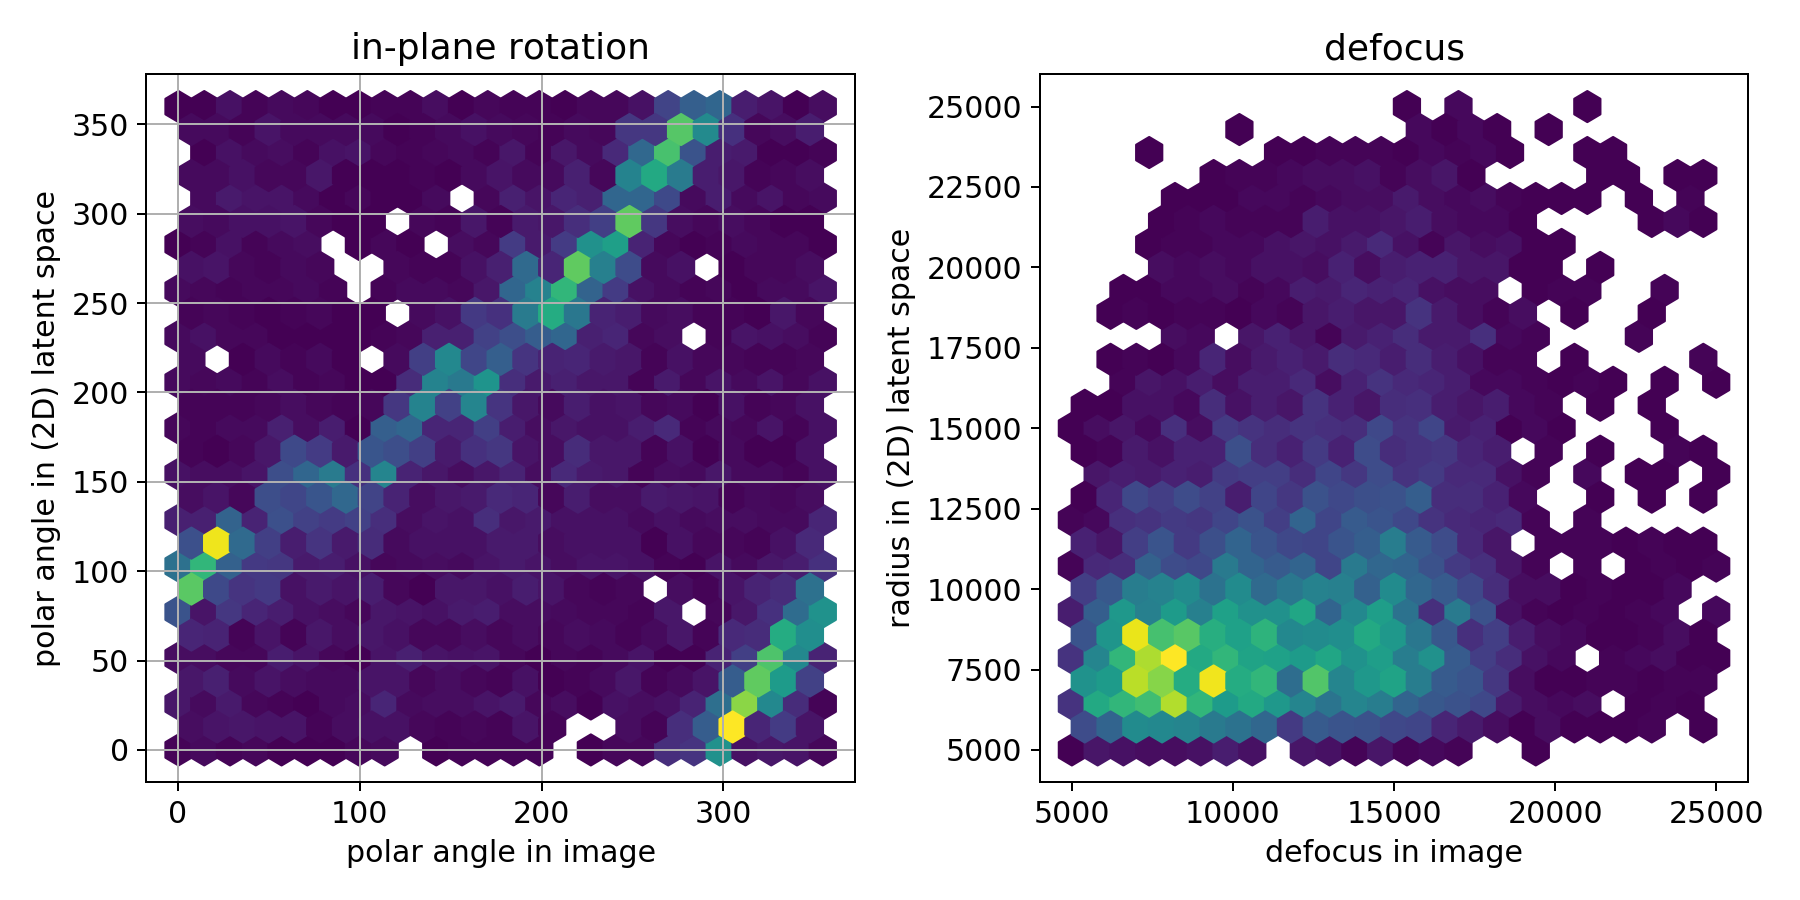 in-plane rotation
350
300
250
200
150
100
50
0
polar angle in (2D) latent space
0 100 200 300
polar angle in image
defocus
25000
22500
20000
17500
15000
12500
10000
7500
5000
radius in (2D) latent space
5000 10000 15000 20000 25000
defocus in image